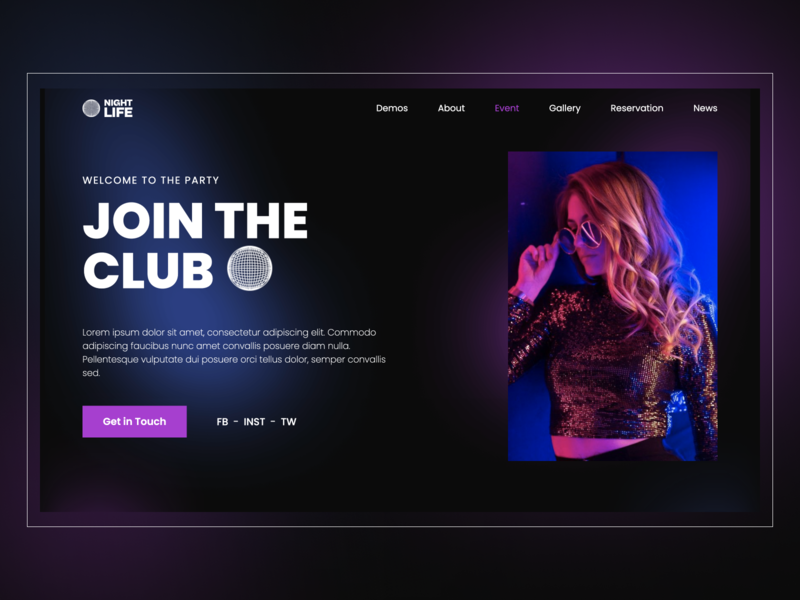 NIGHT
LIFE
Demos About Event Gallery Reservation News
WELCOME TO THE PARTY
JOIN THE
CLUB
Lorem ipsum dolor sit amet, consectetur adipiscing elit. Commodo
adipiscing faucibus nunc amet convallis posuere diam nulla.
Pellentesque vulputate dui posuere orci tellus dolor, semper convallis
sed.
Get in Touch
FB - INST - TW